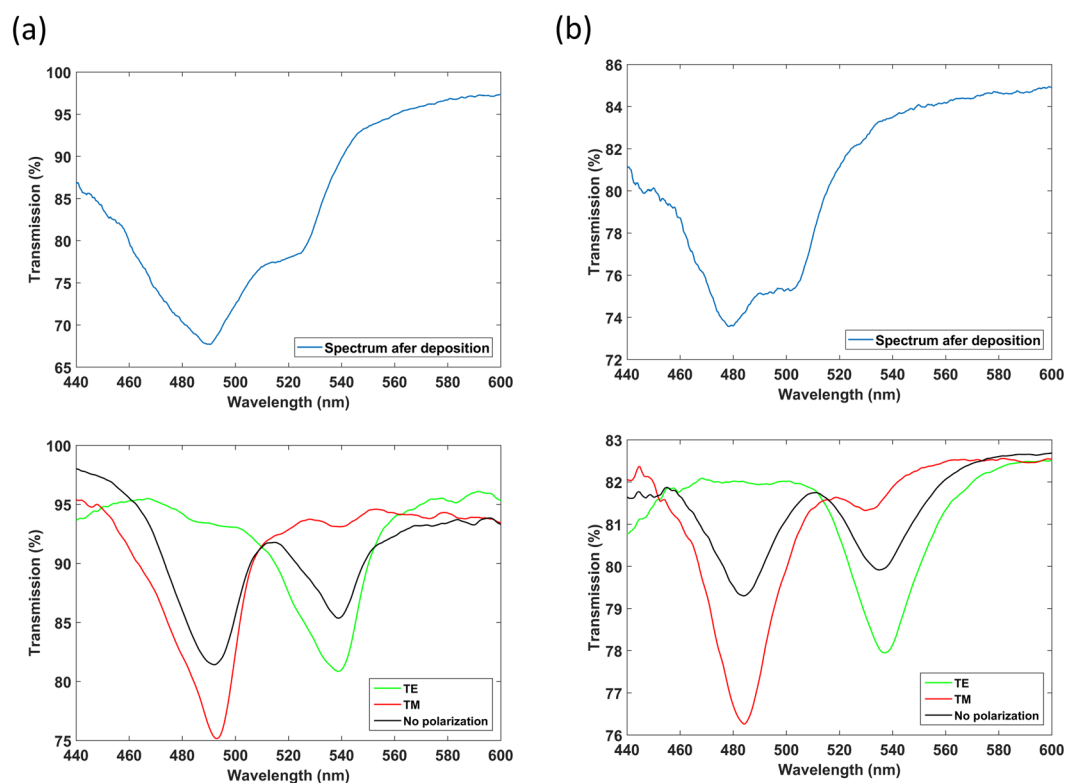 (a)
(b)
100
95
90
85
80
75
70
65
Transmission (%)
Spectrum afer deposition
440 460 480 500 520 540 560 580 600
Wavelength (nm)
86
84
82
80
78
76
74
72
Transmission (%)
Spectrum afer deposition
440 460 480 500 520 540 560 580 600
Wavelength (nm)
100
95
90
85
80
75
Transmission (%)
TE
TM
No polarization
440 460 480 500 520 540 560 580 600
Wavelength (nm)
83
82
81
80
79
78
77
76
Transmission (%)
TE
TM
No polarization
440 460 480 500 520 540 560 580 600
Wavelength (nm)